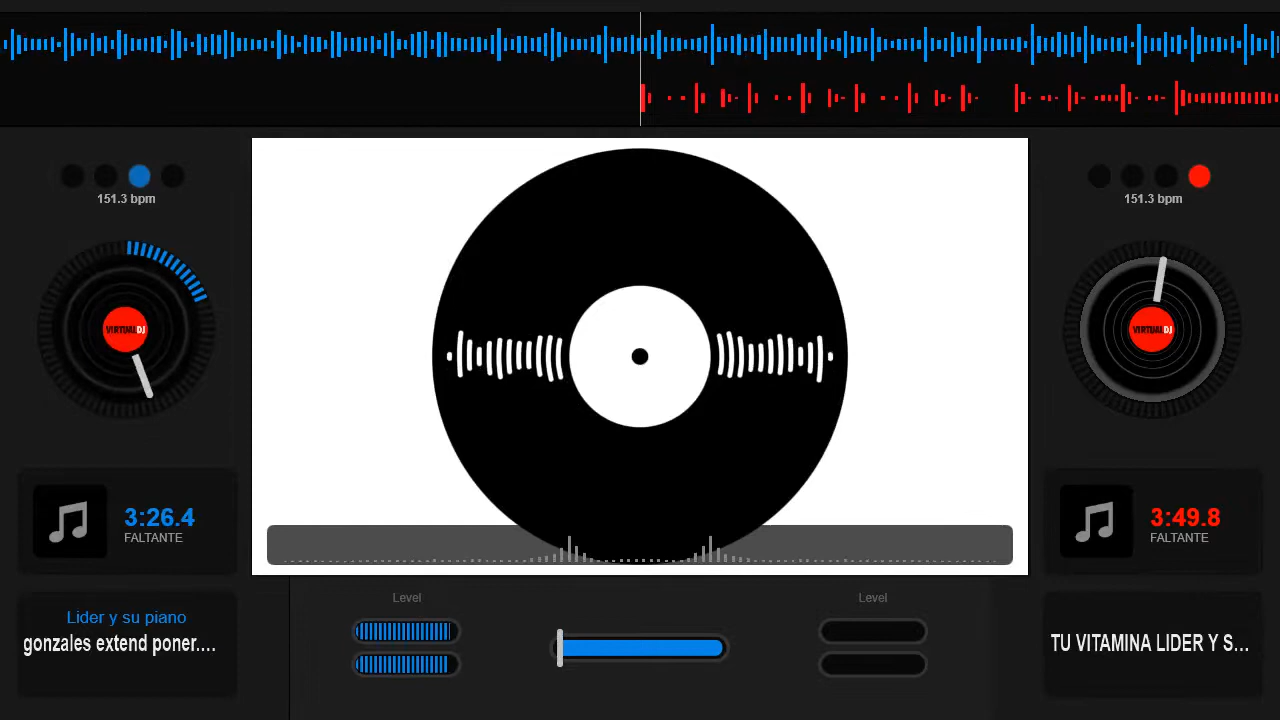 151.3 bpm
151.3 bpm
VIRTUALDJ
VIRTUALDJ
3:26.4
FALTANTE
3:49.8
FALTANTE
Level
Level
Lider y su piano
gonzales extend poner....
TU VITAMINA LIDER Y S...